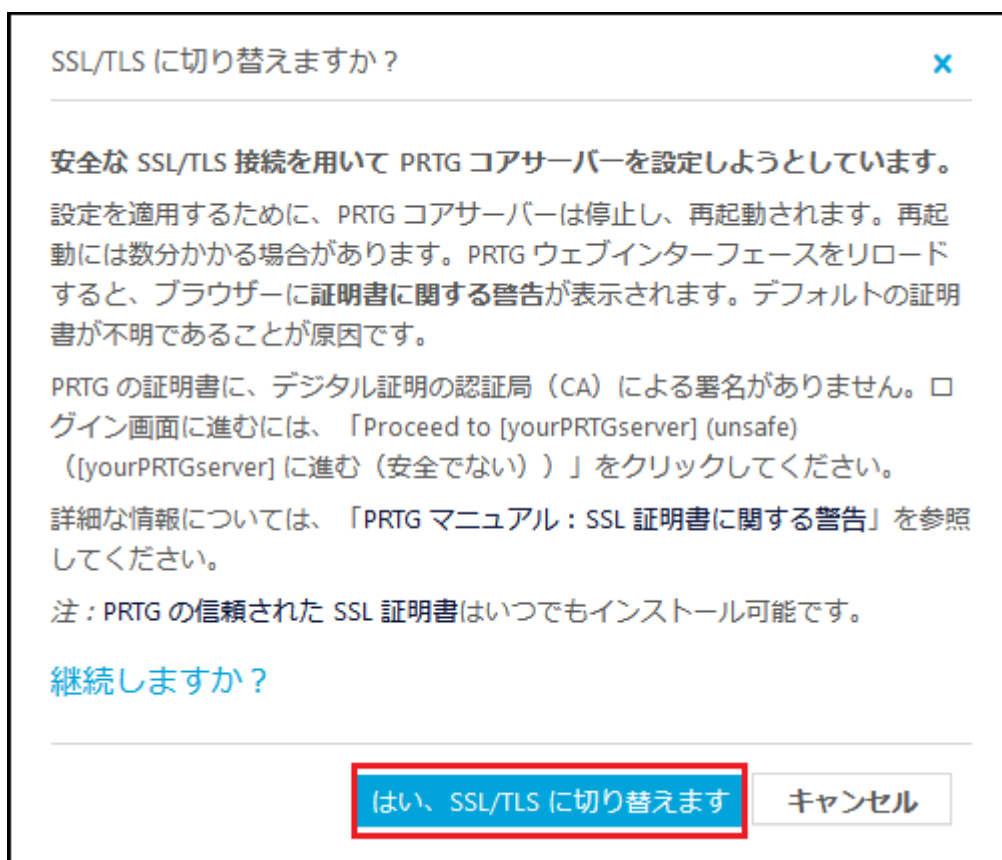 SSL/TLS に切り替えますか？
×
安全な SSL/TLS 接続を用いて PRTG コアサーバーを設定しようとしています。
設定を適用するために、PRTG コアサーバーは停止し、再起動されます。再起
動には数分かかる場合があります。PRTG ウェブインターフェースをリロード
すると、ブラウザーに証明書に関する警告が表示されます。デフォルトの証明
書が不明であることが原因です。
PRTG の証明書に、デジタル証明の認証局（CA）による署名がありません。ロ
グイン画面に進むには、「Proceed to [yourPRTGserver] (unsafe)
（[yourPRTGserver] に進む（安全でない））」をクリックしてください。
詳細な情報については、「PRTG マニュアル：SSL 証明書に関する警告」を参照
してください。
注：PRTG の信頼された SSL 証明書はいつでもインストール可能です。
継続しますか？
はい、SSL/TLS に切り替えます
キャンセル